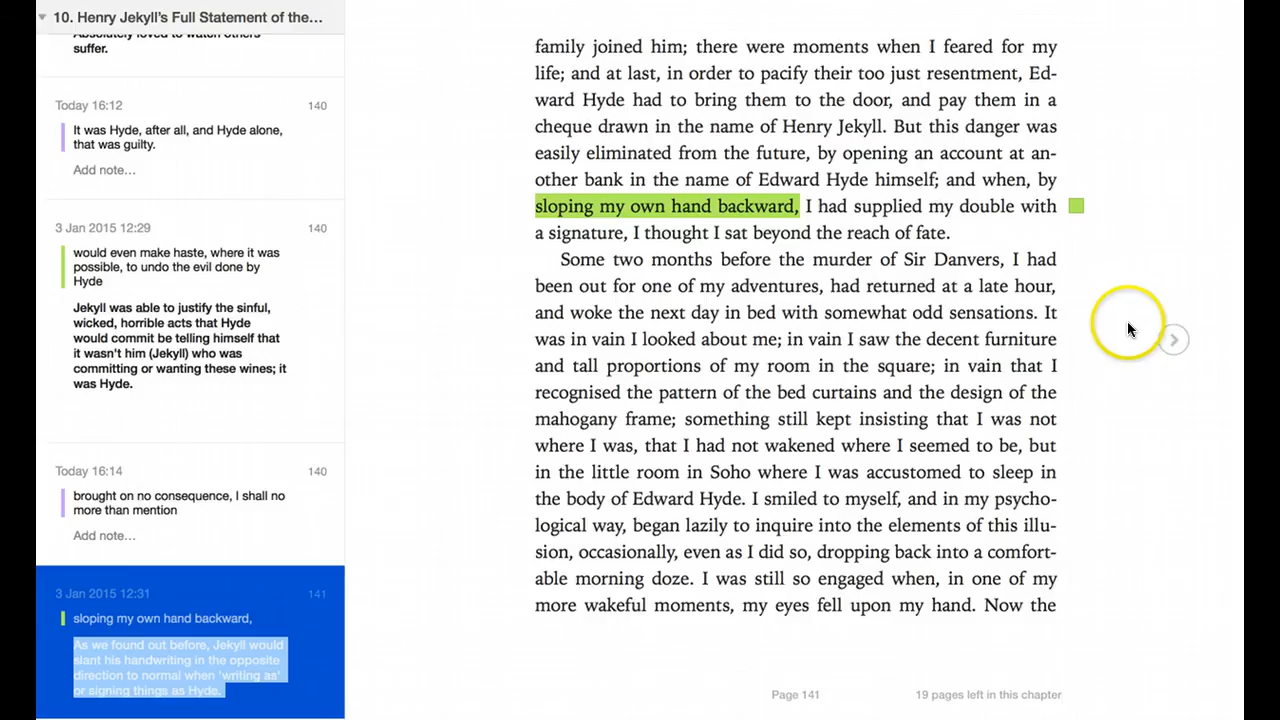 10. Henry Jekyll's Full Statement of the...
Absolutely loved to watch others
suffer.
Today 16:12 140
It was Hyde, after all, and Hyde alone,
that was guilty.
Add note...
3 Jan 2015 12:29 140
would even make haste, where it was
possible, to undo the evil done by
Hyde
Jekyll was able to justify the sinful,
wicked, horrible acts that Hyde
would commit be telling himself that
it wasn't him (Jekyll) who was
committing or wanting these wines; it
was Hyde.
Today 16:14 140
brought on no consequence, I shall no
more than mention
Add note...
3 Jan 2015 12:31 141
sloping my own hand backward,
As we found out before, Jekyll would
slant his handwriting in the opposite
direction to normal when 'writing as'
or signing things as Hyde.
family joined him; there were moments when I feared for my
life; and at last, in order to pacify their too just resentment, Ed-
ward Hyde had to bring them to the door, and pay them in a
cheque drawn in the name of Henry Jekyll. But this danger was
easily eliminated from the future, by opening an account at an-
other bank in the name of Edward Hyde himself; and when, by
sloping my own hand backward, I had supplied my double with
a signature, I thought I sat beyond the reach of fate.
Some two months before the murder of Sir Danvers, I had
been out for one of my adventures, had returned at a late hour,
and woke the next day in bed with somewhat odd sensations. It
was in vain I looked about me; in vain I saw the decent furniture
and tall proportions of my room in the square; in vain that I
recognised the pattern of the bed curtains and the design of the
mahogany frame; something still kept insisting that I was not
where I was, that I had not wakened where I seemed to be, but
in the little room in Soho where I was accustomed to sleep in
the body of Edward Hyde. I smiled to myself, and in my psycho-
logical way, began lazily to inquire into the elements of this illu-
sion, occasionally, even as I did so, dropping back into a comfort-
able morning doze. I was still so engaged when, in one of my
more wakeful moments, my eyes fell upon my hand. Now the
Page 141 19 pages left in this chapter